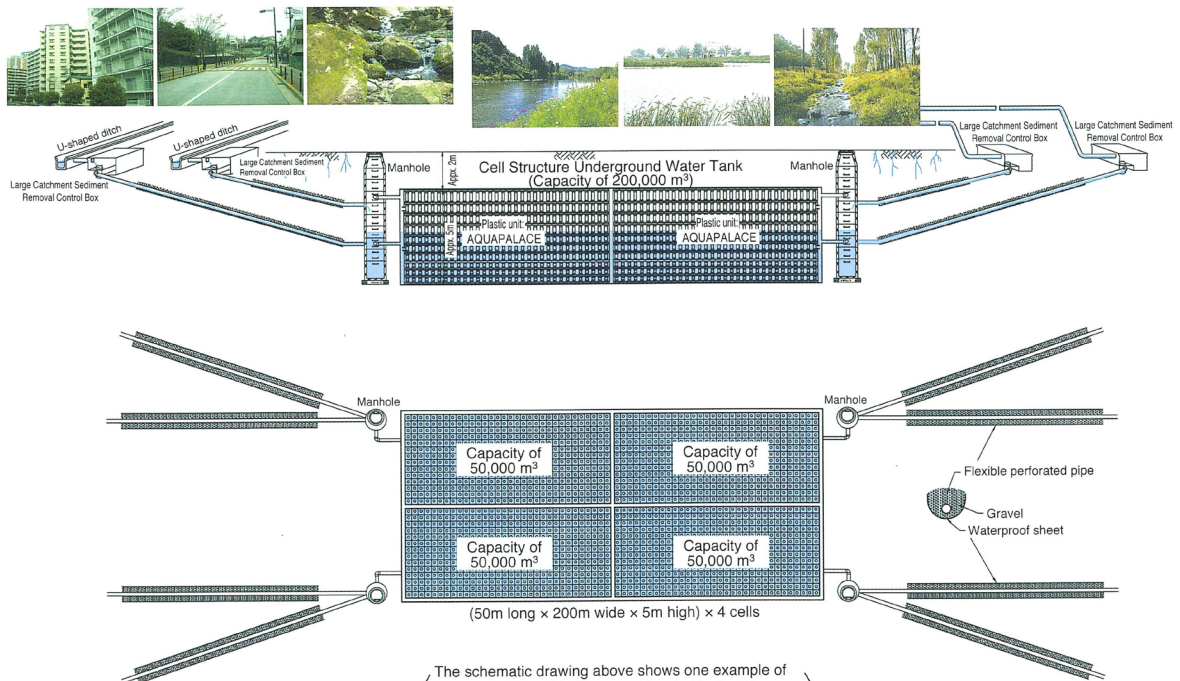 U-shaped ditch
U-shaped ditch
Large Catchment Sediment
Removal Control Box
Large Catchment Sediment
Removal Control Box
Manhole
Appx. 2m
Cell Structure Underground Water Tank
(Capacity of 200,000 m³)
Manhole
Large Catchment Sediment
Removal Control Box
Large Catchment Sediment
Removal Control Box
Appx. 5m
Plastic unit:
AQUAPALACE
Plastic unit:
AQUAPALACE
Manhole
Manhole
Capacity of
50,000 m³
Capacity of
50,000 m³
Flexible perforated pipe
Gravel
Waterproof sheet
Capacity of
50,000 m³
Capacity of
50,000 m³
(50m long × 200m wide × 5m high) × 4 cells
The schematic drawing above shows one example of